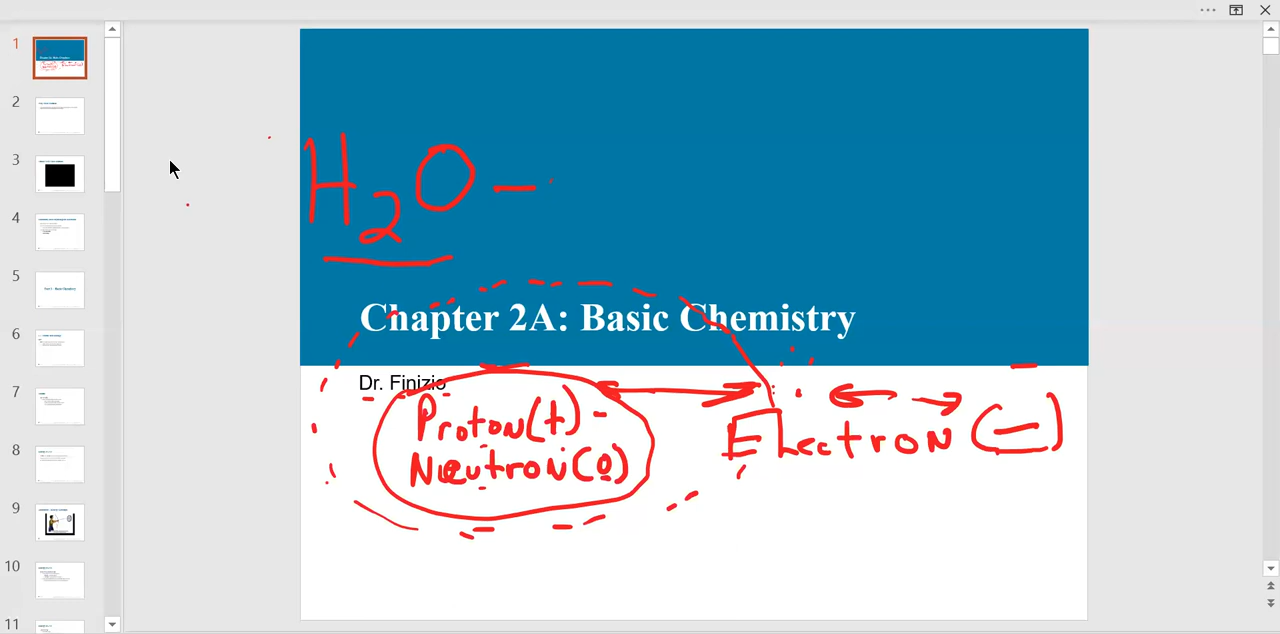 1
2
3
4
5
6
7
8
9
10
11
H2O –
Chapter 2A: Basic Chemistry
Dr. Finizio
Proton(+) -
Neutron(0)
Electron (-)